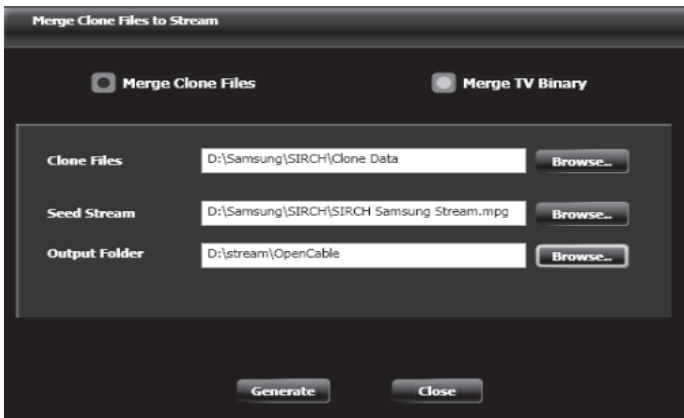 Merge Clone Files to Stream
Merge Clone Files Merge TV Binary
Clone Files D:\Samsung\SIRCH\Clone Data Browse..
Seed Stream D:\Samsung\SIRCH\SIRCH Samsung Stream.mpg Browse..
Output Folder D:\stream\OpenCable Browse..
Generate Close